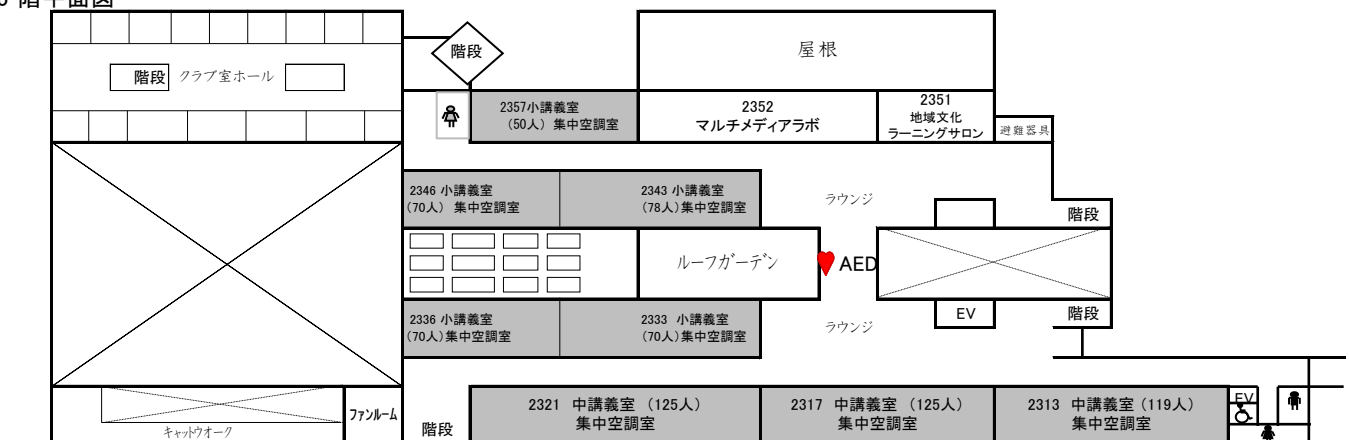 階平面図
階段
屋根
階段
クラブ室ホール
2357小講義室
(50人) 集中空調室
2352
マルチメディアラボ
2351
地域文化
ラーニングサロン
避難器具
2346 小講義室
(70人) 集中空調室
2343 小講義室
(78人)集中空調室
ラウンジ
階段
ルーフガーデン
AED
2336 小講義室
(70人)集中空調室
2333 小講義室
(70人)集中空調室
ラウンジ
EV
階段
ファンルーム
キャットウオーク
階段
2321 中講義室 (125人)
集中空調室
2317 中講義室 (125人)
集中空調室
2313 中講義室 (119人)
集中空調室
EV